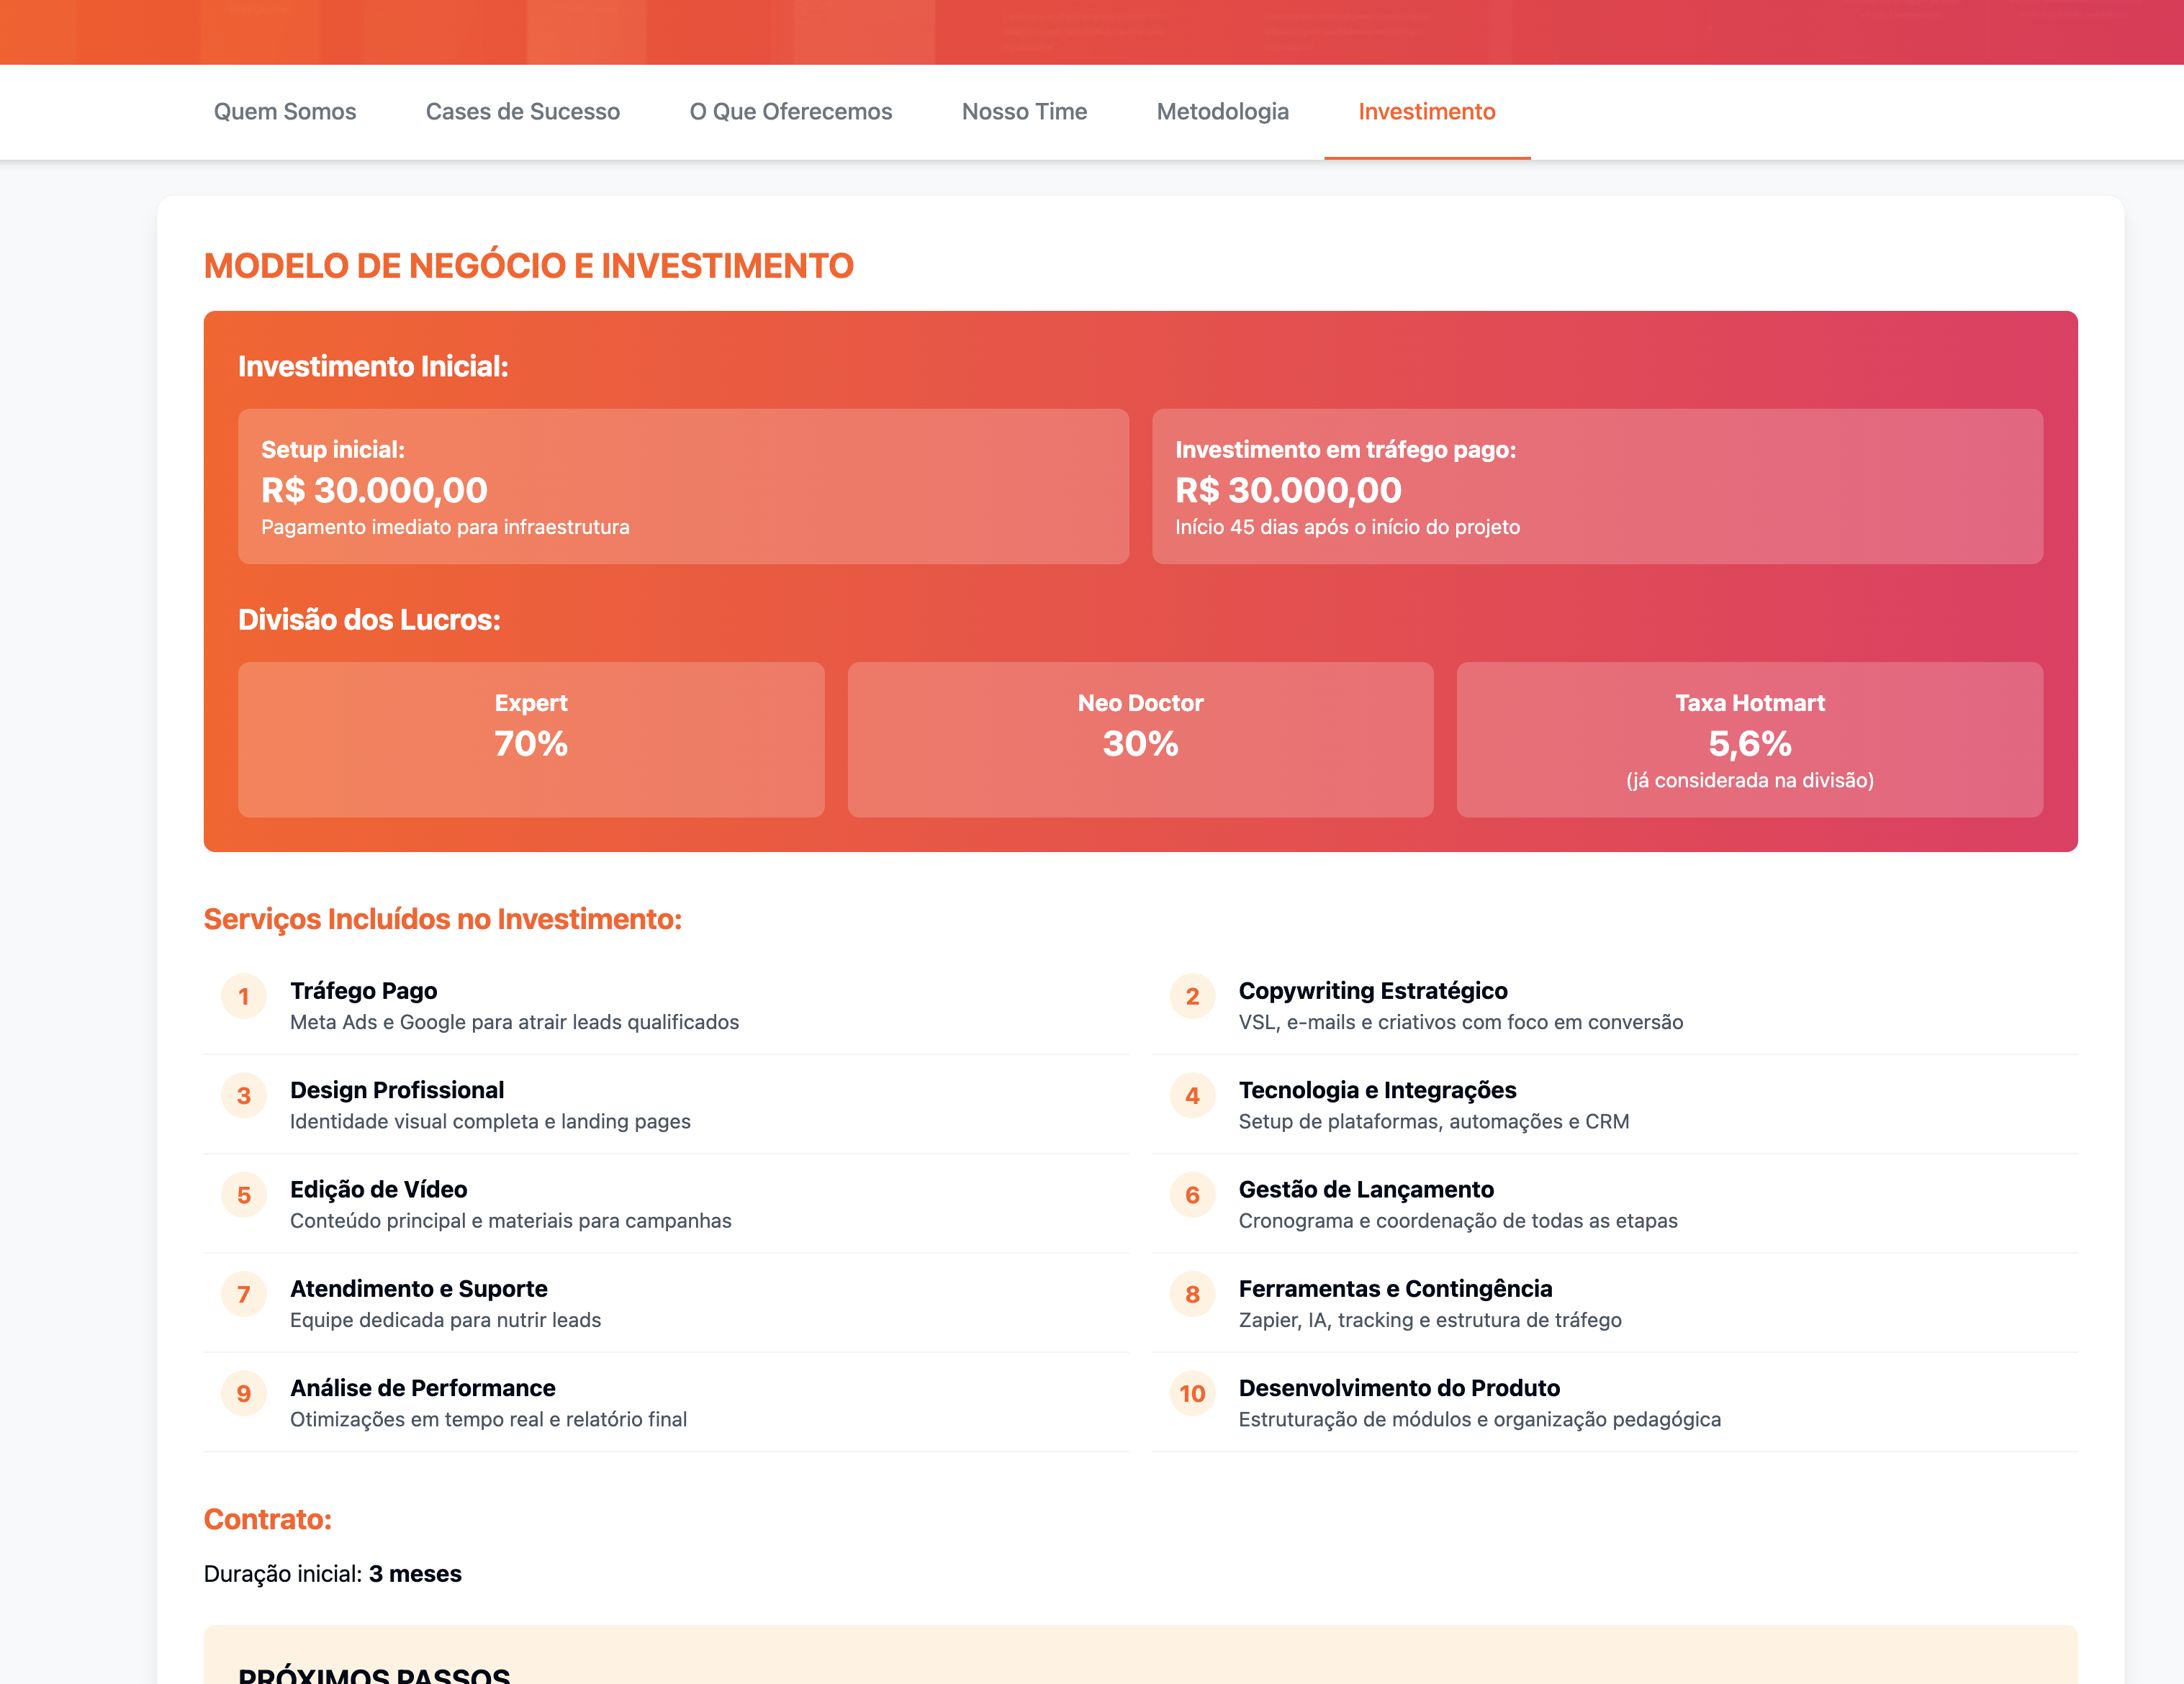 Quem Somos
Cases de Sucesso
O Que Oferecemos
Nosso Time
Metodologia
Investimento
MODELO DE NEGÓCIO E INVESTIMENTO
Investimento Inicial:
Setup inicial:
R$ 30.000,00
Pagamento imediato para infraestrutura
Investimento em tráfego pago:
R$ 30.000,00
Início 45 dias após o início do projeto
Divisão dos Lucros:
Expert
70%
Neo Doctor
30%
Taxa Hotmart
5,6%
(já considerada na divisão)
Serviços Incluídos no Investimento:
1
Tráfego Pago
Meta Ads e Google para atrair leads qualificados
2
Copywriting Estratégico
VSL, e-mails e criativos com foco em conversão
3
Design Profissional
Identidade visual completa e landing pages
4
Tecnologia e Integrações
Setup de plataformas, automações e CRM
5
Edição de Vídeo
Conteúdo principal e materiais para campanhas
6
Gestão de Lançamento
Cronograma e coordenação de todas as etapas
7
Atendimento e Suporte
Equipe dedicada para nutrir leads
8
Ferramentas e Contingência
Zapier, IA, tracking e estrutura de tráfego
9
Análise de Performance
Otimizações em tempo real e relatório final
10
Desenvolvimento do Produto
Estruturação de módulos e organização pedagógica
Contrato:
Duração inicial: 3 meses
PRÓXIMOS PASSOS